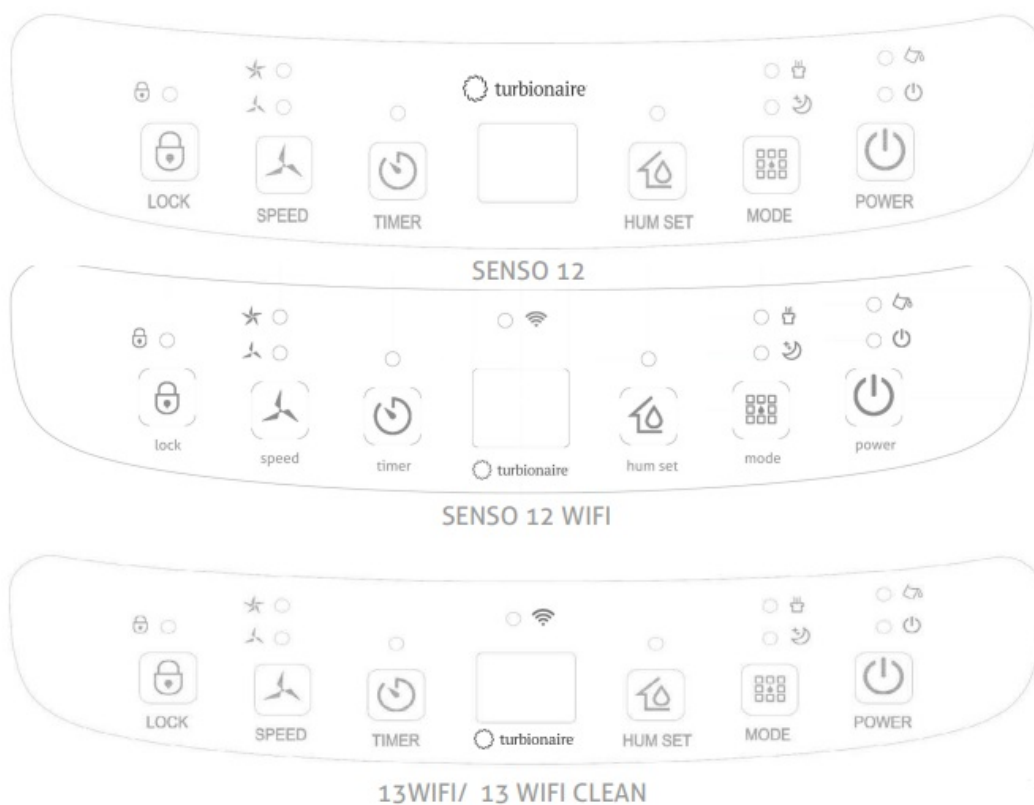 turbionaire
LOCK SPEED TIMER HUM SET MODE POWER
SENSO 12
lock speed timer hum set mode power
turbionaire
SENSO 12 WIFI
LOCK SPEED TIMER HUM SET MODE POWER
turbionaire
13WIFI/ 13 WIFI CLEAN